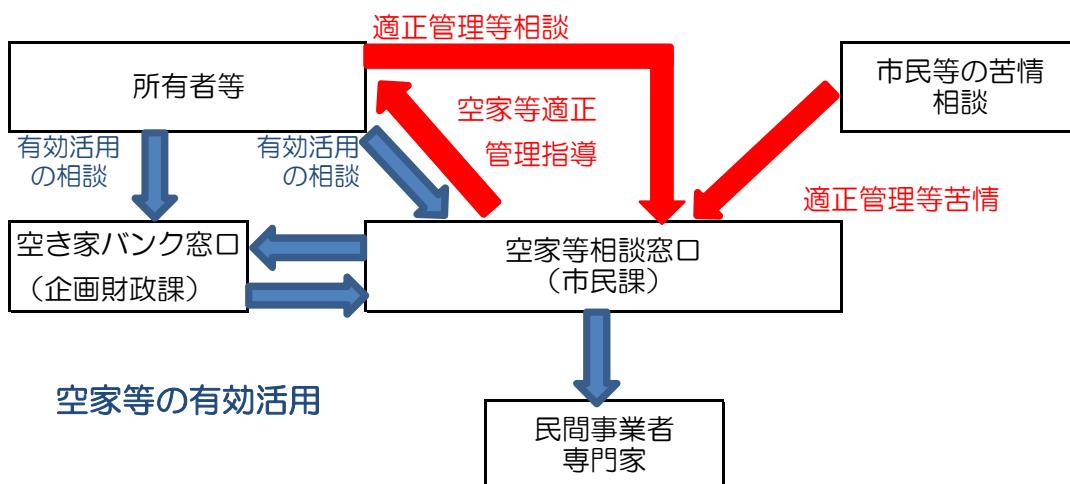 適正管理等相談
所有者等
市民等の苦情
相談
空家等適正
管理指導
有効活用
の相談
有効活用
の相談
適正管理等苦情
空き家バンク窓口
（企画財政課）
空家等相談窓口
（市民課）
空家等の有効活用
民間事業者
専門家